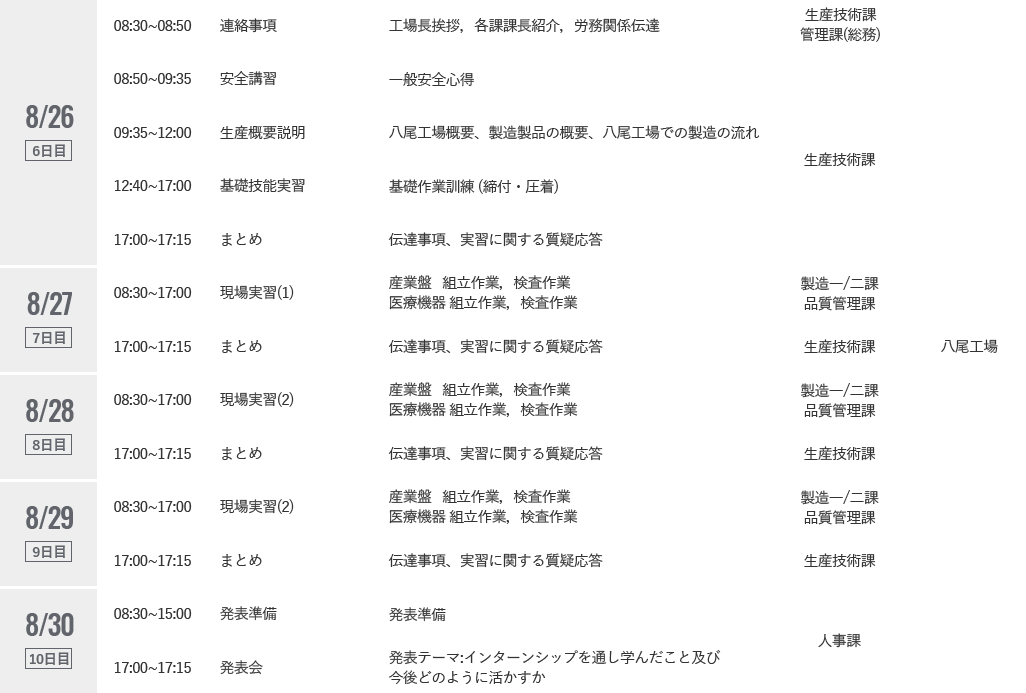 8/26
6日目
08:30~08:50 連絡事項 工場長挨拶，各課課長紹介，労務関係伝達 生産技術課
管理課(総務)
08:50~09:35 安全講習 一般安全心得
09:35~12:00 生産概要説明 八尾工場概要、製造製品の概要、八尾工場での製造の流れ
生産技術課
12:40~17:00 基礎技能実習 基礎作業訓練 (締付・圧着)
17:00~17:15 まとめ 伝達事項、実習に関する質疑応答
8/27
7日目
08:30~17:00 現場実習(1) 産業盤 組立作業，検査作業 製造一/二課
医療機器 組立作業，検査作業 品質管理課
17:00~17:15 まとめ 伝達事項、実習に関する質疑応答 生産技術課 八尾工場
8/28
8日目
08:30~17:00 現場実習(2) 産業盤 組立作業，検査作業 製造一/二課
医療機器 組立作業，検査作業 品質管理課
17:00~17:15 まとめ 伝達事項、実習に関する質疑応答 生産技術課
8/29
9日目
08:30~17:00 現場実習(2) 産業盤 組立作業，検査作業 製造一/二課
医療機器 組立作業，検査作業 品質管理課
17:00~17:15 まとめ 伝達事項、実習に関する質疑応答 生産技術課
8/30
10日目
08:30~15:00 発表準備 発表準備
人事課
17:00~17:15 発表会 発表テーマ:インターンシップを通し学んだこと及び
今後どのように活かすか